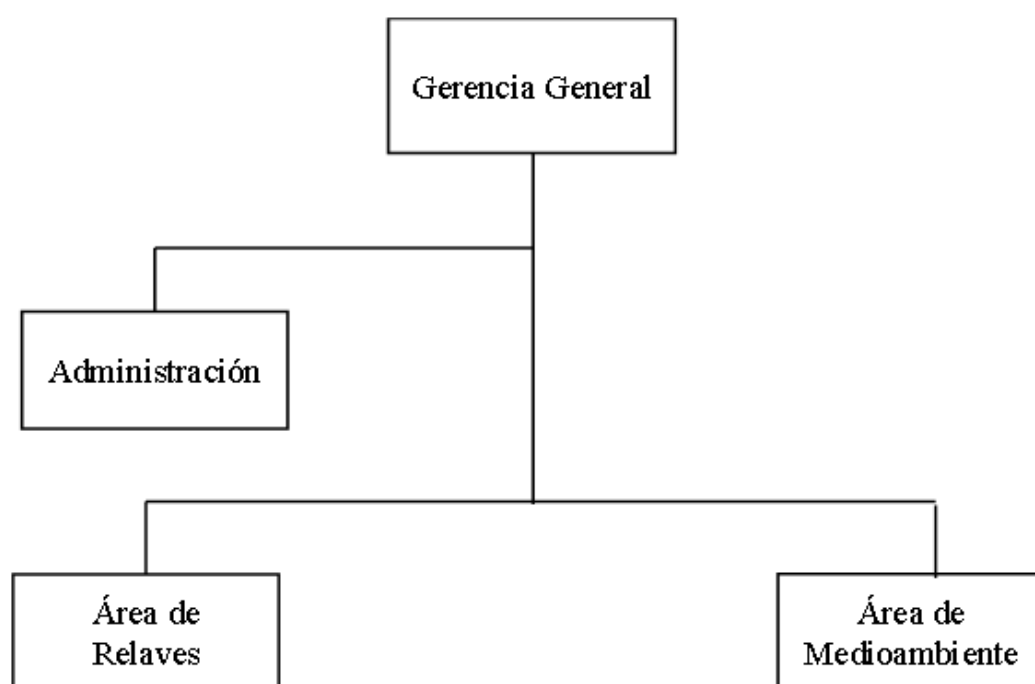 Gerencia General
Administración
Área de
Relaves
Área de
Medioambiente